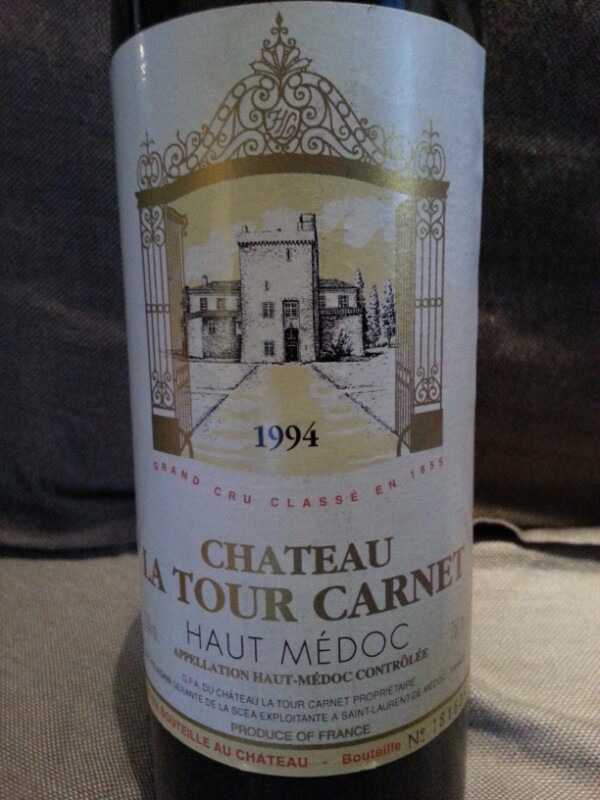 1994
GRAND CRU CLASSÉ EN 1855
CHATEAU
LA TOUR CARNET
HAUT MÉDOC
APPELLATION HAUT-MÉDOC CONTRÔLÉE
G.F.A. DU CHÂTEAU LA TOUR CARNET PROPRIÉTAIRE
GÉRANTE DE LA SCEA EXPLOITANTE A SAINT-LAURENT-DE-MÉDOC
PRODUCE OF FRANCE
BOUTEILLE AU CHATEAU - Bouteille Nº